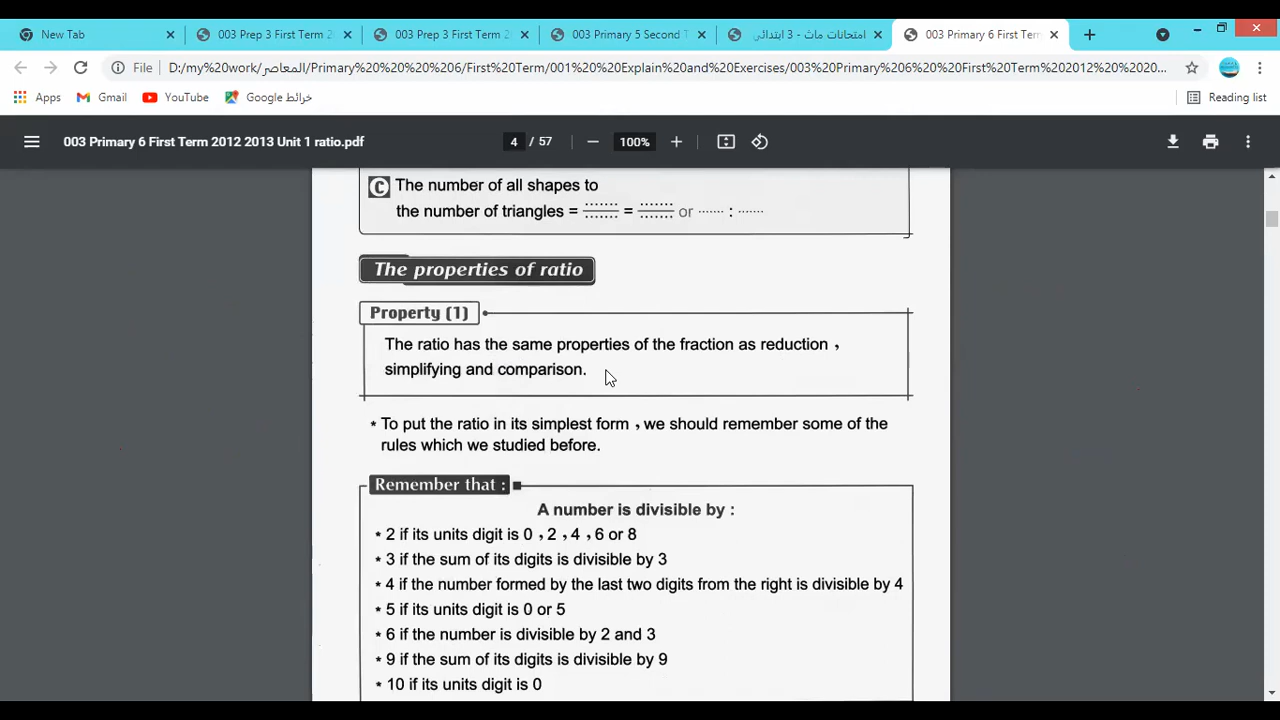 New Tab
003 Prep 3 First Term 2
003 Prep 3 First Term 2
003 Primary 5 Second T
امتحانات ماث - 3 ابتدائي
003 Primary 6 First Term
File
D:/my%20work/المعاصر/Primary%20%20%206/First%20Term/001%20%20Explain%20and%20Exercises/003%20Primary%206%20%20First%20Term%202012%20%20...
Apps
Gmail
YouTube
خرائط Google
Reading list
003 Primary 6 First Term 2012 2013 Unit 1 ratio.pdf
4 / 57
100%
C The number of all shapes to
the number of triangles = ....... / ....... = ....... / ....... or ....... : .......
The properties of ratio
Property (1)
The ratio has the same properties of the fraction as reduction ,
simplifying and comparison.
* To put the ratio in its simplest form , we should remember some of the
rules which we studied before.
Remember that :
A number is divisible by :
* 2 if its units digit is 0 , 2 , 4 , 6 or 8
* 3 if the sum of its digits is divisible by 3
* 4 if the number formed by the last two digits from the right is divisible by 4
* 5 if its units digit is 0 or 5
* 6 if the number is divisible by 2 and 3
* 9 if the sum of its digits is divisible by 9
* 10 if its units digit is 0